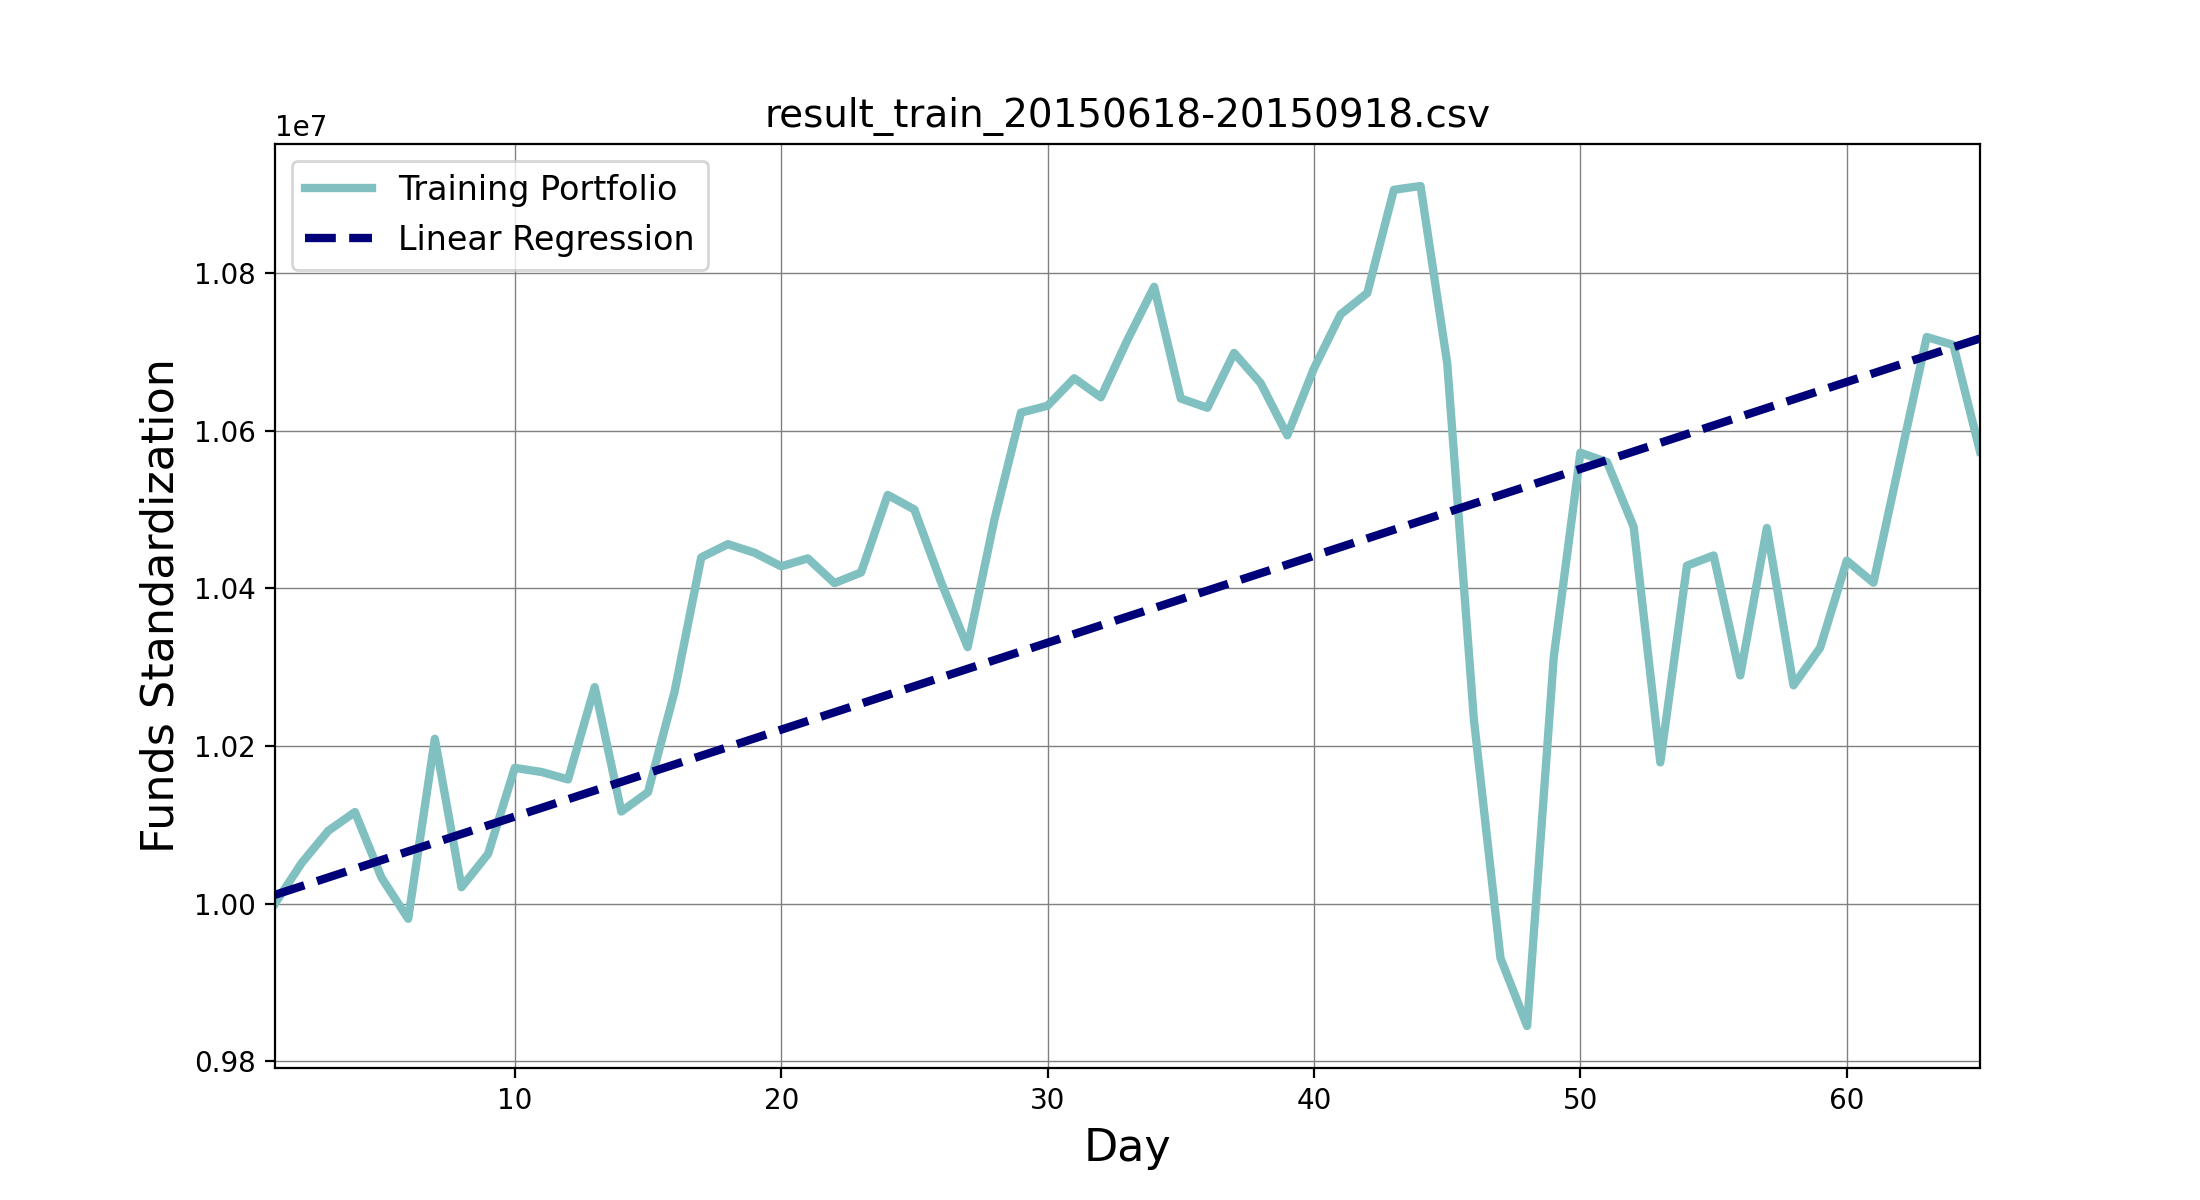 result_train_20150618-20150918.csv
1e7
Training Portfolio
Linear Regression
1.08
1.06
1.04
1.02
1.00
0.98
Funds Standardization
10 20 30 40 50 60
Day